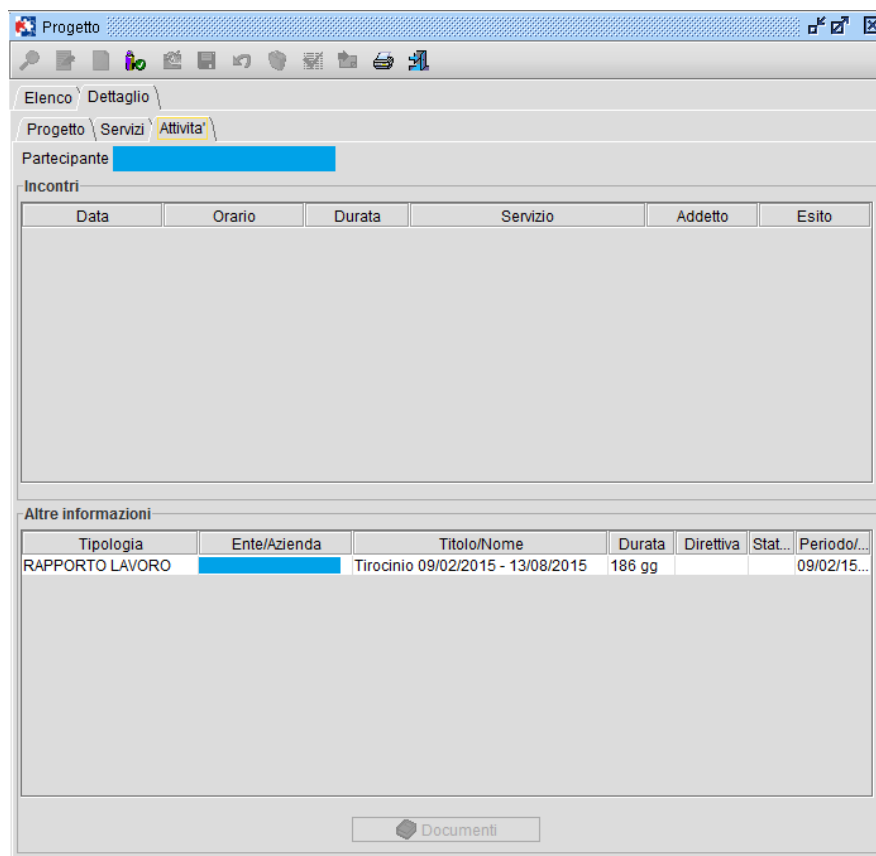 Progetto
Elenco Dettaglio
Progetto Servizi Attivita'
Partecipante
Incontri
Data Orario Durata Servizio Addetto Esito
Altre informazioni
Tipologia Ente/Azienda Titolo/Nome Durata Direttiva Stat... Periodo/...
RAPPORTO LAVORO Tirocinio 09/02/2015 - 13/08/2015 186 gg 09/02/15...
Documenti